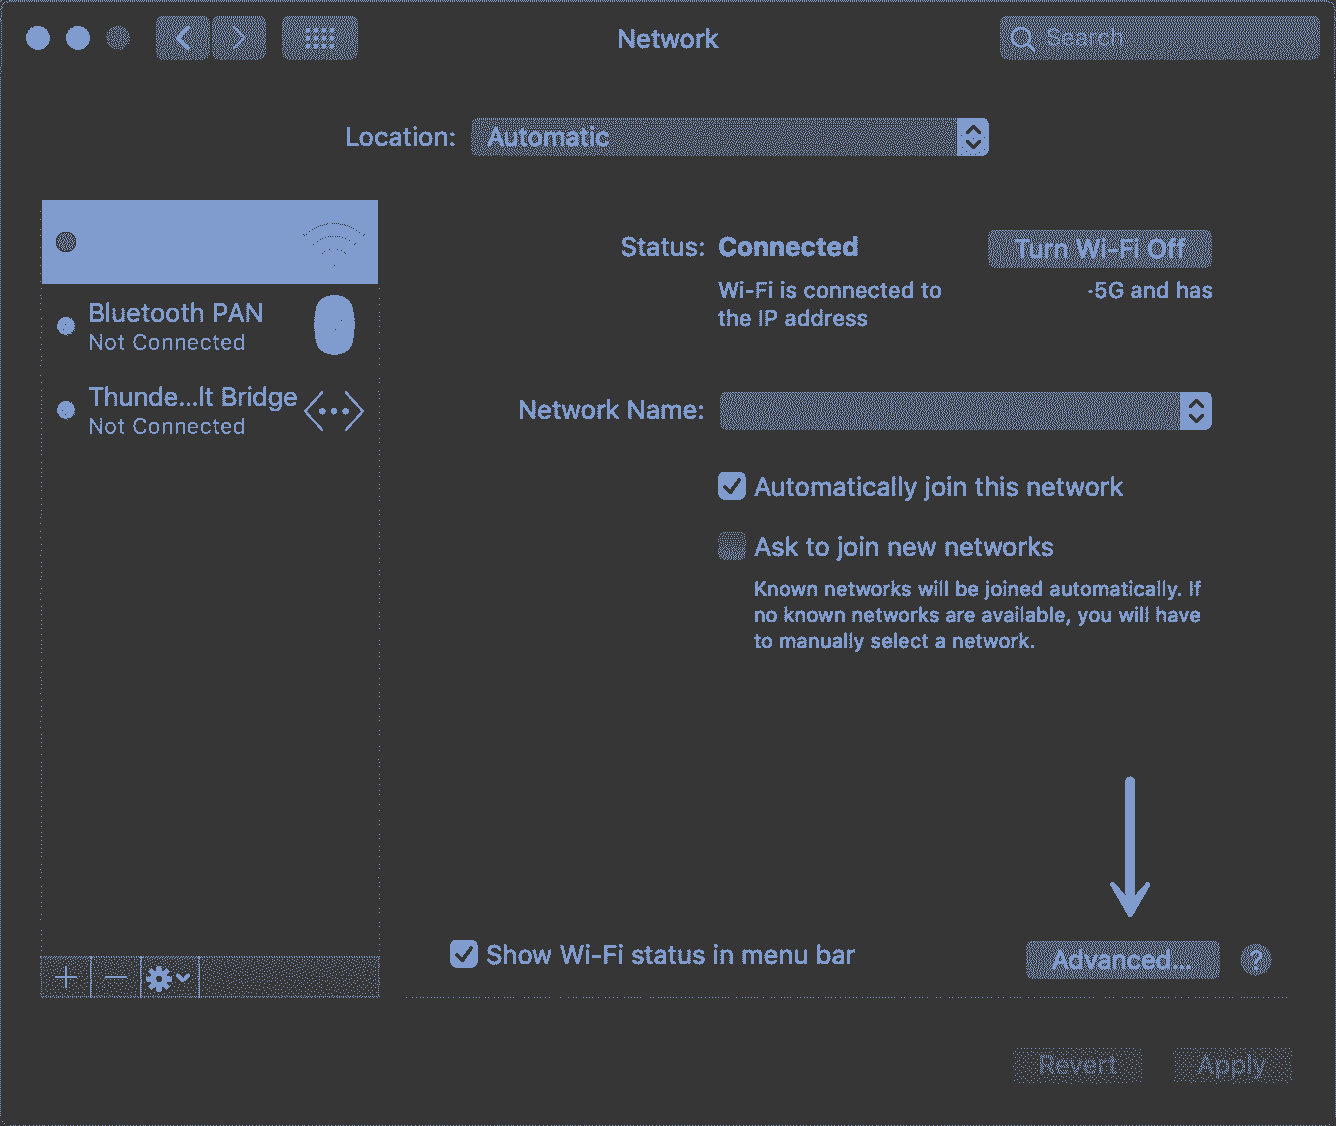 Network
Search
Location: Automatic
Status: Connected
Turn Wi-Fi Off
Wi-Fi is connected to -5G and has
the IP address
Bluetooth PAN
Not Connected
Thunde...lt Bridge
Not Connected
Network Name:
Automatically join this network
Ask to join new networks
Known networks will be joined automatically. If
no known networks are available, you will have
to manually select a network.
Show Wi-Fi status in menu bar
Advanced...
?
Revert
Apply